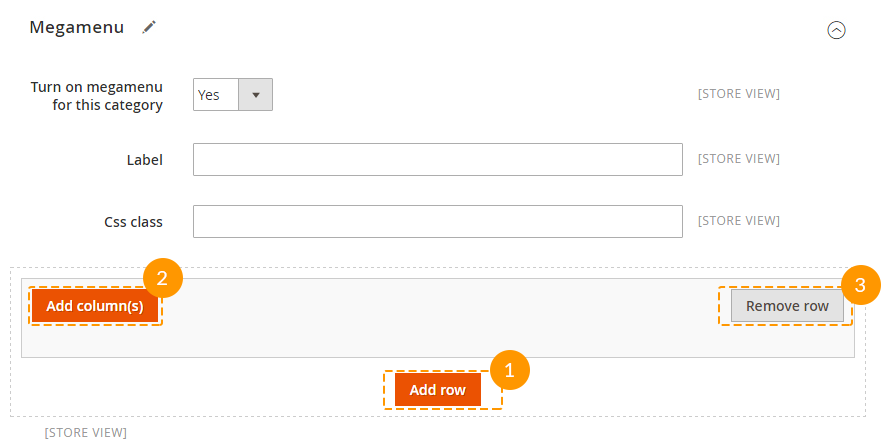 Megamenu
Turn on megamenu
for this category
Yes
[STORE VIEW]
Label
[STORE VIEW]
Css class
[STORE VIEW]
2
3
Add column(s)
Remove row
1
Add row
[STORE VIEW]